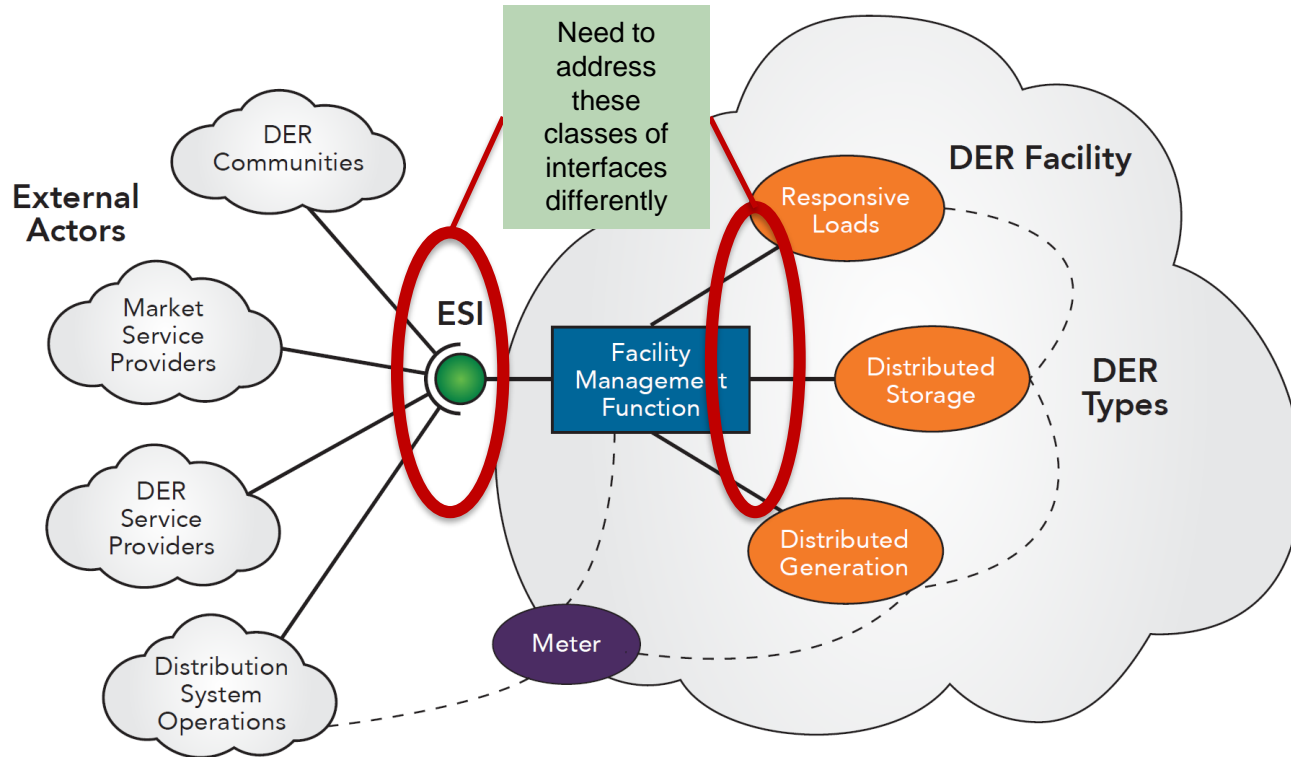 Need to
address
these
classes of
interfaces
differently
DER
Communities
External
Actors
Market
Service
Providers
DER
Service
Providers
Distribution
System
Operations
ESI
Facility
Management
Function
Meter
DER Facility
Responsive
Loads
Distributed
Storage
DER
Types
Distributed
Generation